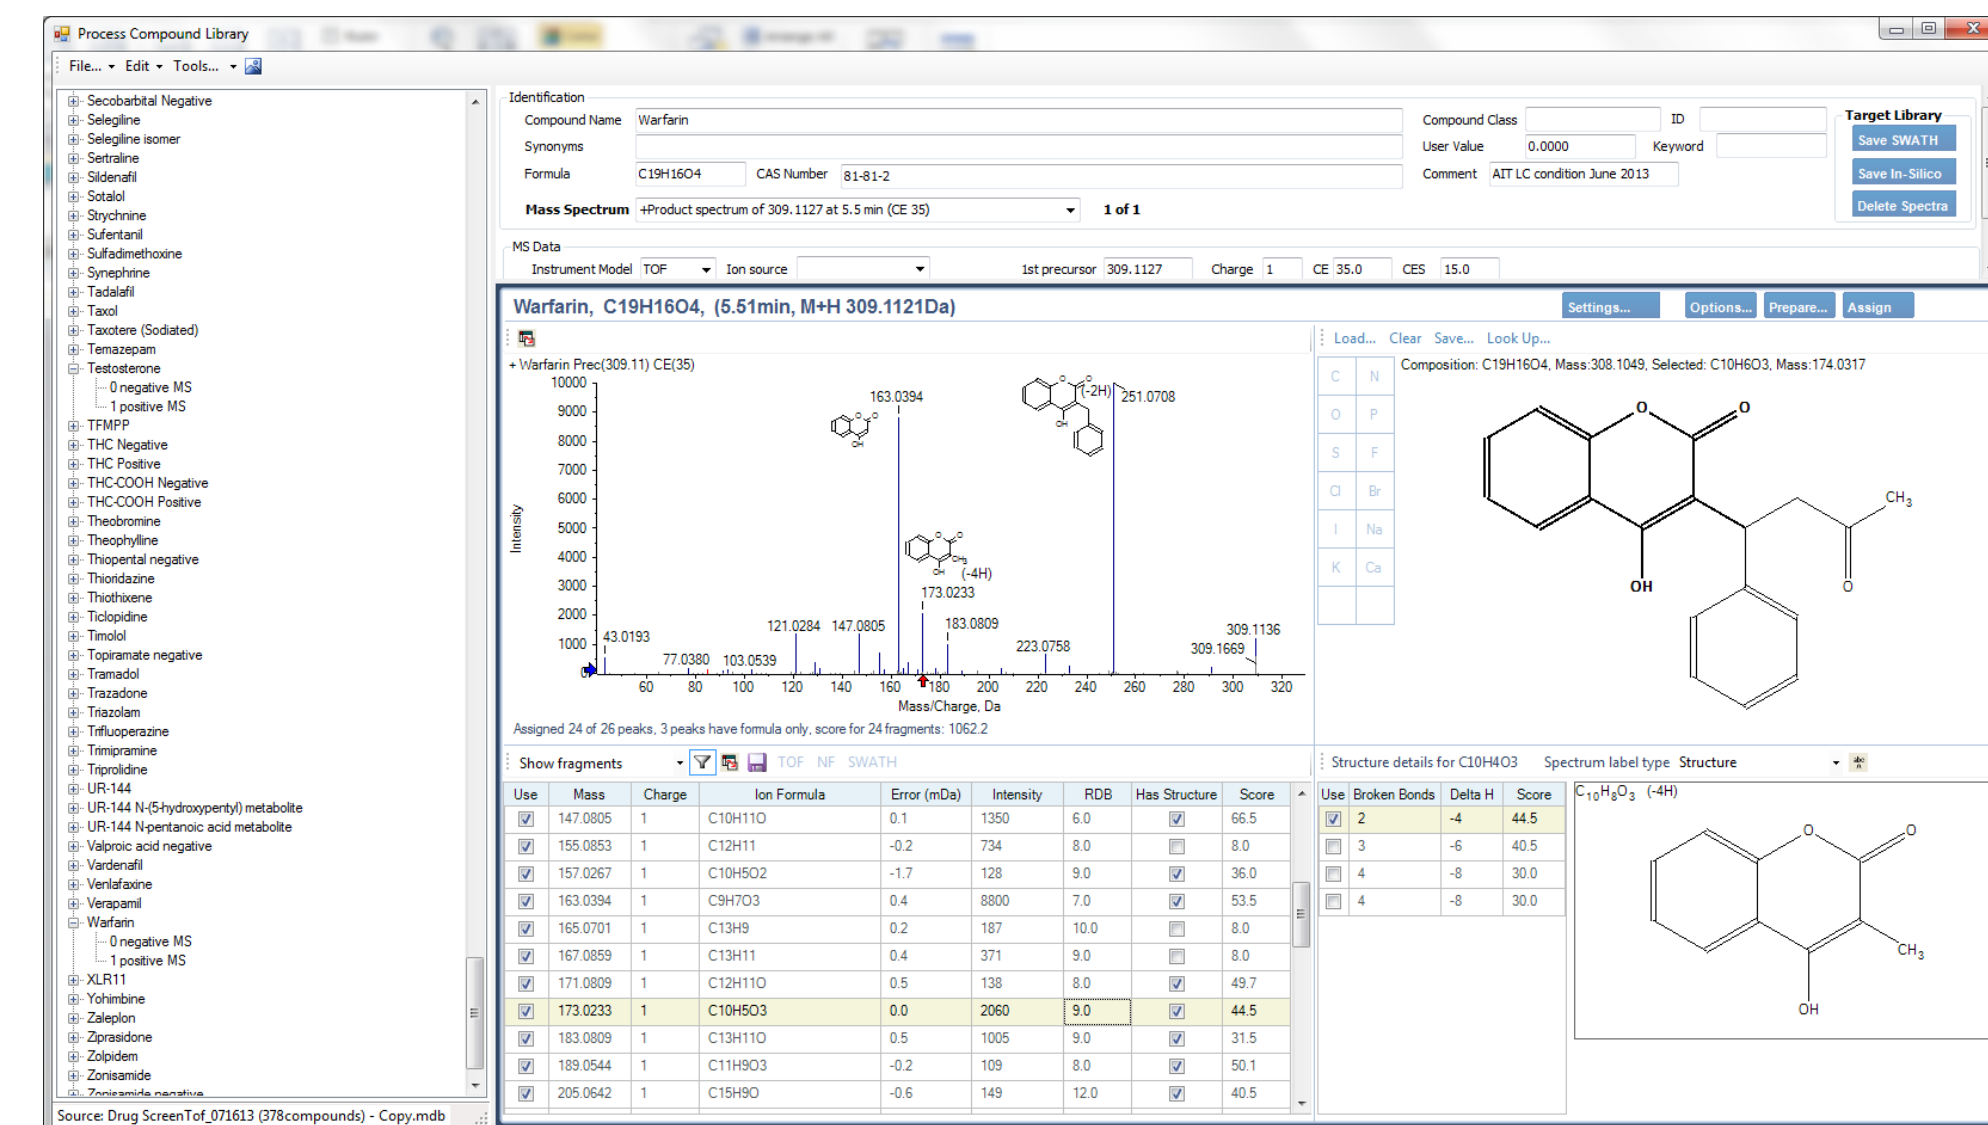 Process Compound Library
File... Edit Tools...
Secobarbital Negative
Selegiline
Selegiline isomer
Sertraline
Sildenafil
Sotalol
Strychnine
Sufentanil
Sulfadimethoxine
Synephrine
Tadalafil
Taxol
Taxotere (Sodiated)
Temazepam
Testosterone
0 negative MS
1 positive MS
TFMPP
THC Negative
THC Positive
THC-COOH Negative
THC-COOH Positive
Theobromine
Theophylline
Thiopental negative
Thioridazine
Thiothixene
Ticlopidine
Timolol
Topiramate negative
Tramadol
Trazadone
Triazolam
Trifluoperazine
Trimipramine
Triprolidine
UR-144
UR-144 N-(5-hydroxypentyl) metabolite
UR-144 N-pentanoic acid metabolite
Valproic acid negative
Vardenafil
Venlafaxine
Verapamil
Warfarin
0 negative MS
1 positive MS
XLR11
Yohimbine
Zaleplon
Ziprasidone
Zolpidem
Zonisamide
Zonisamide negative
Source: Drug ScreenTof_071613 (378compounds) - Copy.mdb
Identification
Compound Name Warfarin Compound Class ID
Synonyms User Value 0.0000 Keyword
Formula C19H16O4 CAS Number 81-81-2 Comment AIT LC condition June 2013
Mass Spectrum +Product spectrum of 309.1127 at 5.5 min (CE 35) 1 of 1
Target Library
Save SWATH
Save In-Silico
Delete Spectra
MS Data
Instrument Model TOF Ion source 1st precursor 309.1127 Charge 1 CE 35.0 CES 15.0
Warfarin, C19H16O4, (5.51min, M+H 309.1121Da) Settings... Options... Prepare... Assign
+ Warfarin Prec(309.11) CE(35)
Intensity
10000
9000
8000
7000
6000
5000
4000
3000
2000
1000
0
163.0394
O O
OH
O O
(-2H)
OH
251.0708
O O
CH3
OH
(-4H)
173.0233
43.0193
77.0380
103.0539
121.0284
147.0805
183.0809
223.0758
309.1136
309.1669
60 80 100 120 140 160 180 200 220 240 260 280 300 320
Mass/Charge, Da
Assigned 24 of 26 peaks, 3 peaks have formula only, score for 24 fragments: 1062.2
Load... Clear Save... Look Up...
C N
O P
S F
Cl Br
I Na
K Ca
Composition: C19H16O4, Mass:308.1049, Selected: C10H6O3, Mass:174.0317
O O
CH3
OH O
Show fragments TOF NF SWATH
Use Mass Charge Ion Formula Error (mDa) Intensity RDB Has Structure Score
147.0805 1 C10H11O 0.1 1350 6.0 66.5
155.0853 1 C12H11 -0.2 734 8.0 8.0
157.0267 1 C10H5O2 -1.7 128 9.0 36.0
163.0394 1 C9H7O3 0.4 8800 7.0 53.5
165.0701 1 C13H9 0.2 187 10.0 8.0
167.0859 1 C13H11 0.4 371 9.0 8.0
171.0809 1 C12H11O 0.5 138 8.0 49.7
173.0233 1 C10H5O3 0.0 2060 9.0 44.5
183.0809 1 C13H11O 0.5 1005 9.0 31.5
189.0544 1 C11H9O3 -0.2 109 8.0 50.1
205.0642 1 C15H9O -0.6 149 12.0 40.5
Structure details for C10H4O3 Spectrum label type Structure
Use Broken Bonds Delta H Score
2 -4 44.5
3 -6 40.5
4 -8 30.0
4 -8 30.0
C10H8O3 (-4H)
O O
CH3
OH